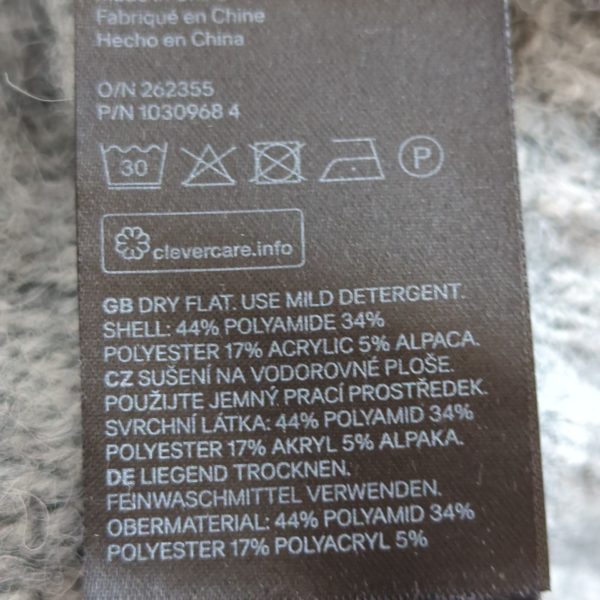 Fabriqué en Chine
Hecho en China
O/N 262355
P/N 1030968 4
30
P
clevercare.info
GB DRY FLAT. USE MILD DETERGENT.
SHELL: 44% POLYAMIDE 34%
POLYESTER 17% ACRYLIC 5% ALPACA.
CZ SUŠENÍ NA VODOROVNÉ PLOŠE.
POUŽIJTE JEMNÝ PRACÍ PROSTŘEDEK.
SVRCHNÍ LÁTKA: 44% POLYAMID 34%
POLYESTER 17% AKRYL 5% ALPAKA.
DE LIEGEND TROCKNEN.
FEINWASCHMITTEL VERWENDEN.
OBERMATERIAL: 44% POLYAMID 34%
POLYESTER 17% POLYACRYL 5%